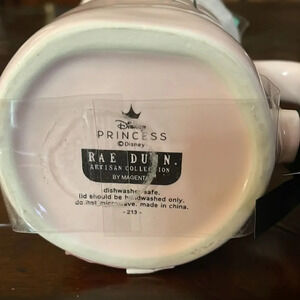 Disney
PRINCESS
©Disney
RAE DUNN.
ARTISAN COLLECTION
BY MAGENTA
dishwasher safe.
lid should be handwashed only.
do not microwave. made in china.
- 213 -